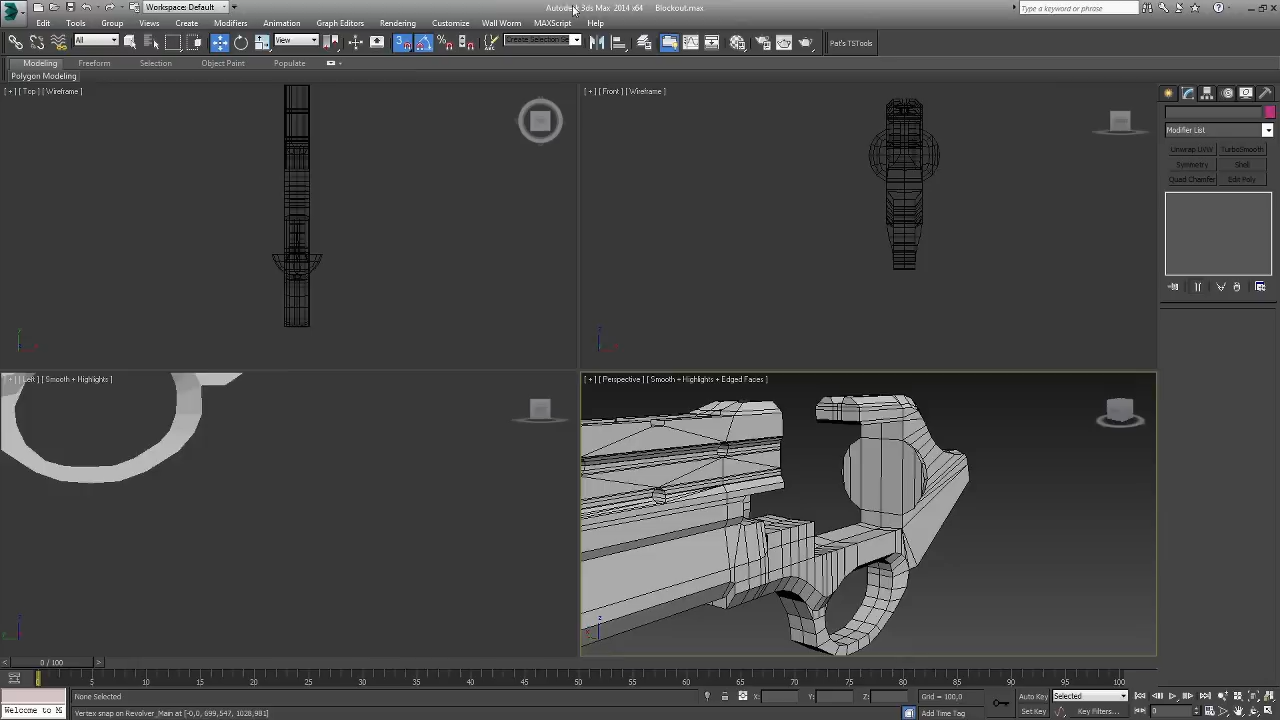 Workspace: Default
Autodesk 3ds Max 2014 x64 Blockout.max
Type a keyword or phrase
Edit Tools Group Views Create Modifiers Animation Graph Editors Rendering Customize Wall Worm MAXScript Help
All
View
3
Create Selection Se
Pat's TSTools
Modeling Freeform Selection Object Paint Populate
Polygon Modeling
[ + ] [ Top ] [ Wireframe ]
[ + ] [ Front ] [ Wireframe ]
Modifier List
Unwrap UVW TurboSmooth
Symmetry Shell
Quad Chamfer Edit Poly
[ + ] [ Left ] [ Smooth + Highlights ]
[ + ] [ Perspective ] [ Smooth + Highlights + Edged Faces ]
0 / 100
0 5 10 15 20 25 30 35 40 45 50 55 60 65 70 75 80 85 90 95 100
None Selected
X: Y: Z: Grid = 100,0
Auto Key Selected
Welcome to M
Vertex snap on Revolver_Main at [-0,0, 699,547, 1028,981]
Add Time Tag
Set Key Key Filters... 0